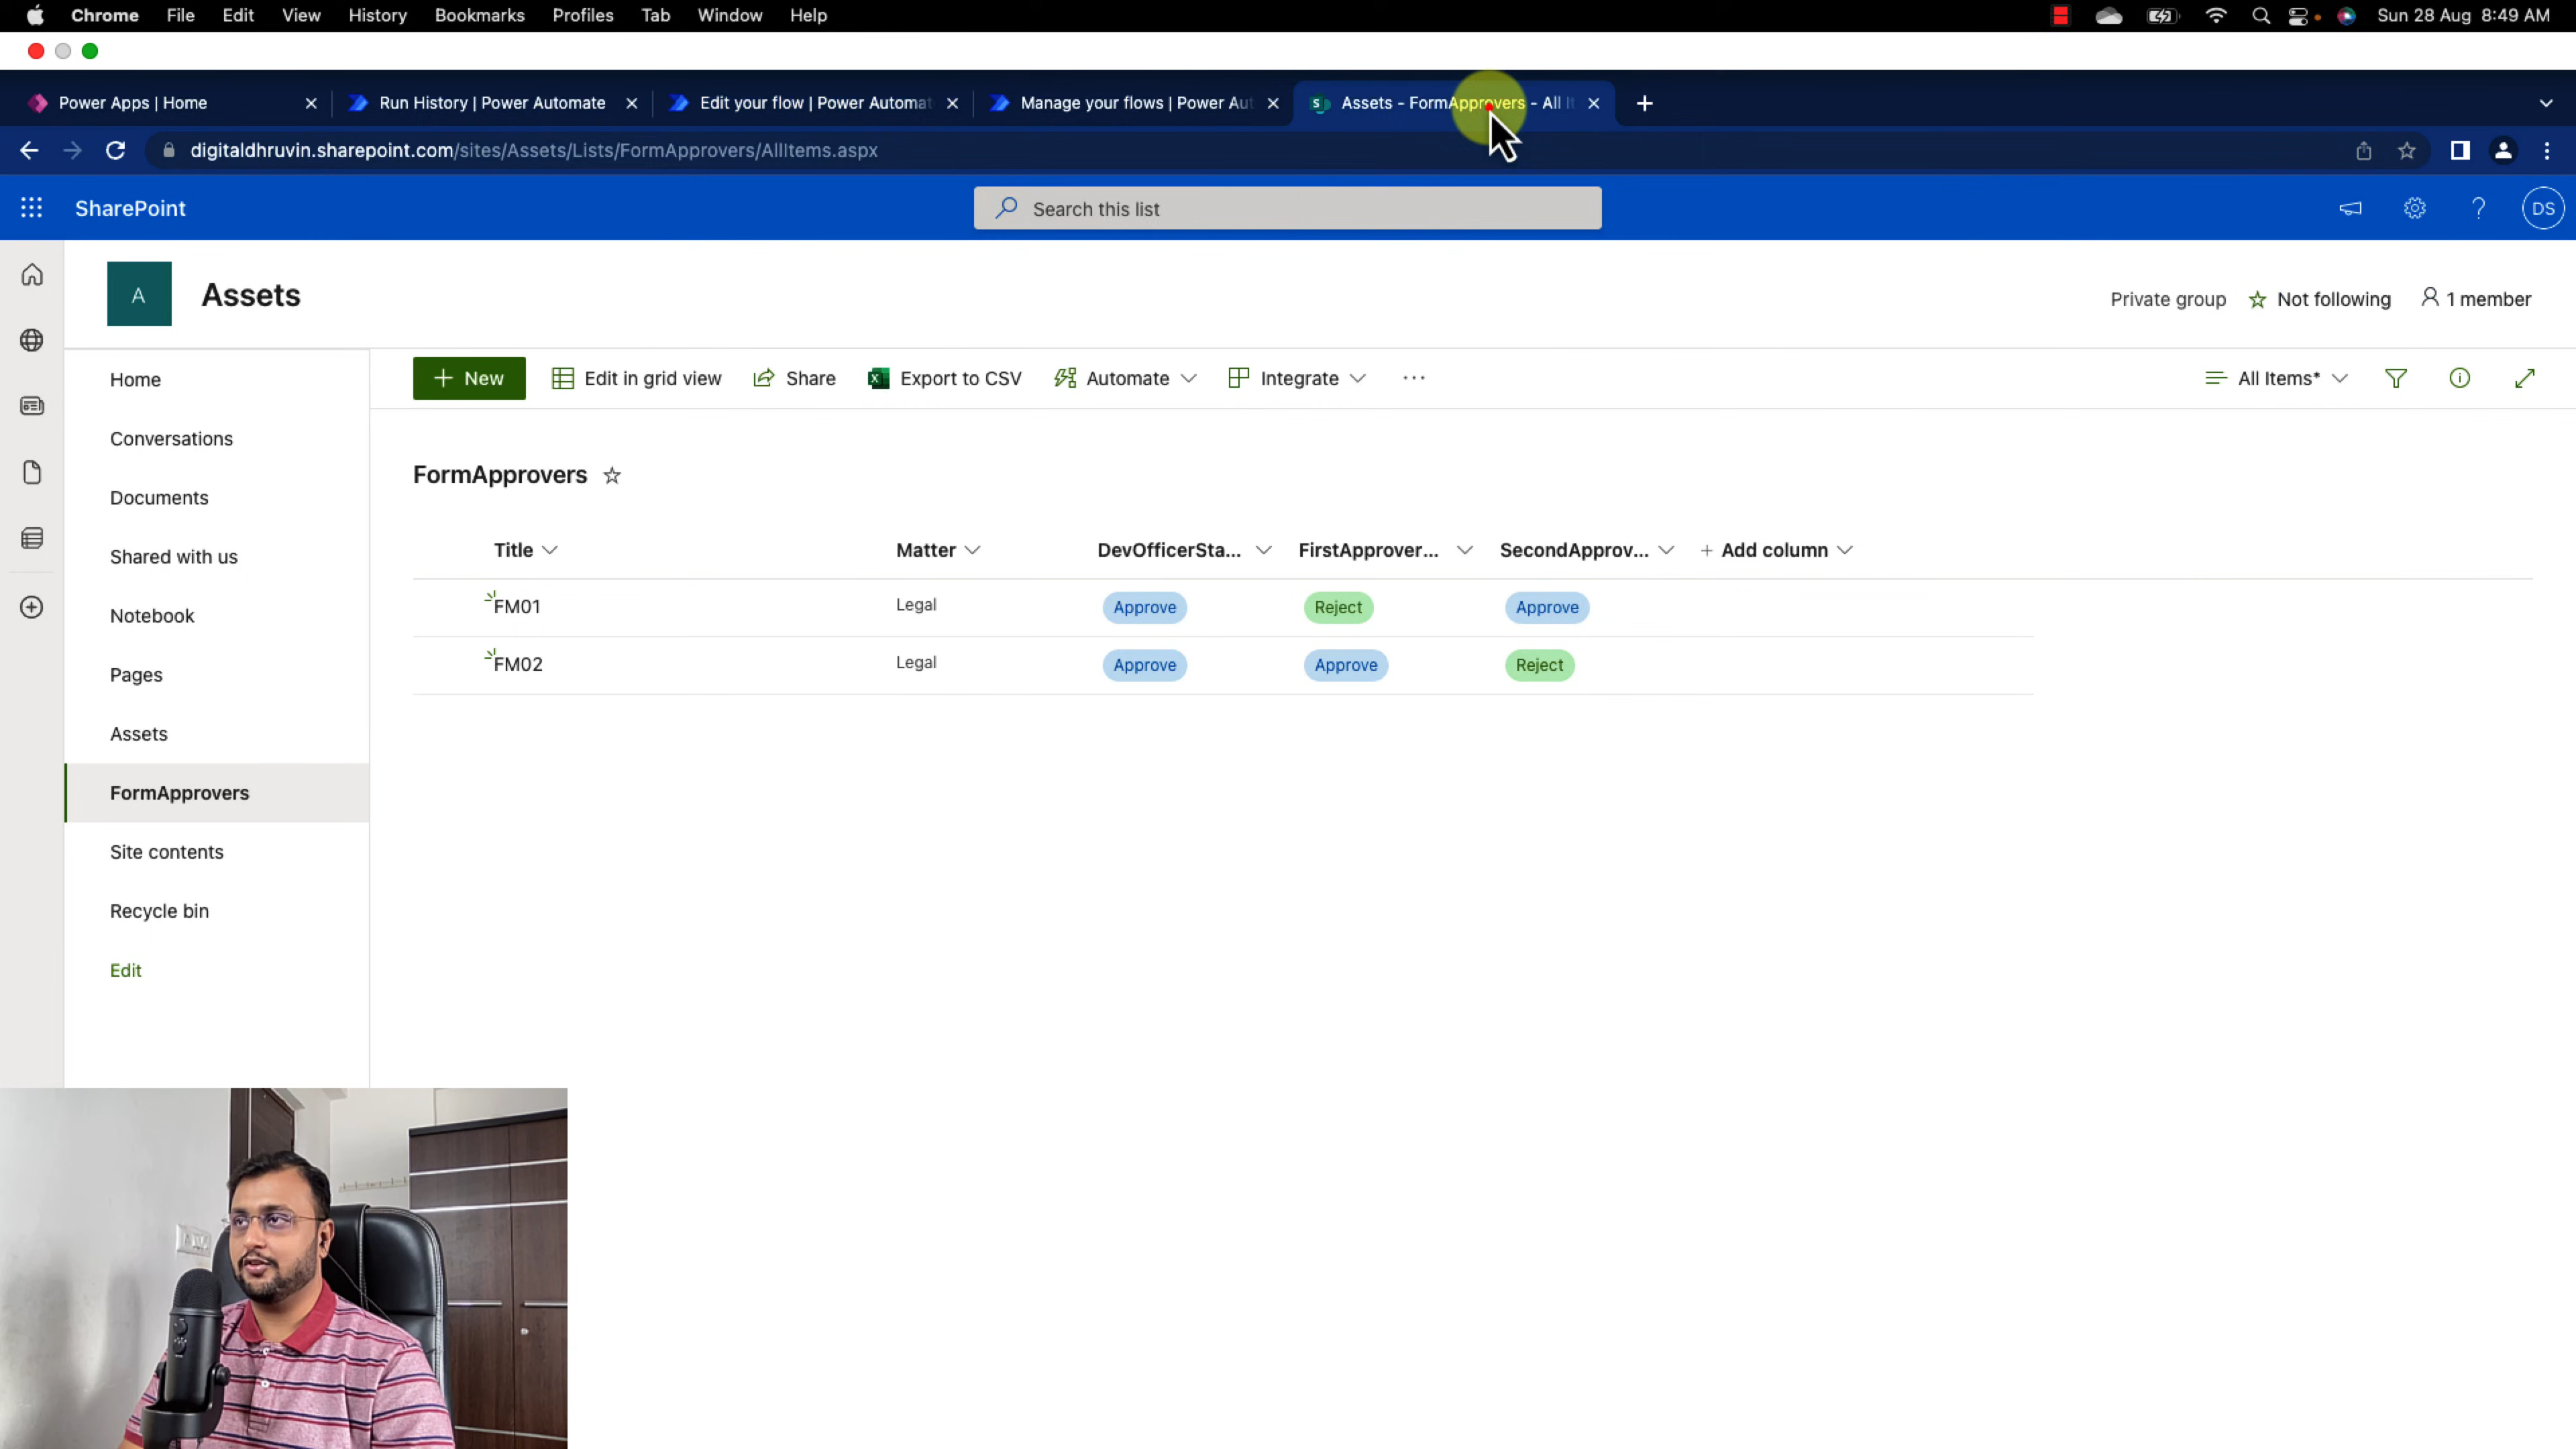 Chrome File Edit View History Bookmarks Profiles Tab Window Help Sun 28 Aug 8:49 AM
Power Apps | Home Run History | Power Automate Edit your flow | Power Automat Manage your flows | Power Aut Assets - FormApprovers - All It
digitaldhruvin.sharepoint.com/sites/Assets/Lists/FormApprovers/AllItems.aspx
SharePoint Search this list DS
A Assets Private group Not following 1 member
Home
Conversations
Documents
Shared with us
Notebook
Pages
Assets
FormApprovers
Site contents
Recycle bin
Edit
New Edit in grid view Share Export to CSV Automate Integrate ... All Items*
FormApprovers
Title Matter DevOfficerSta... FirstApprover... SecondApprov... + Add column
FM01 Legal Approve Reject Approve
FM02 Legal Approve Approve Reject